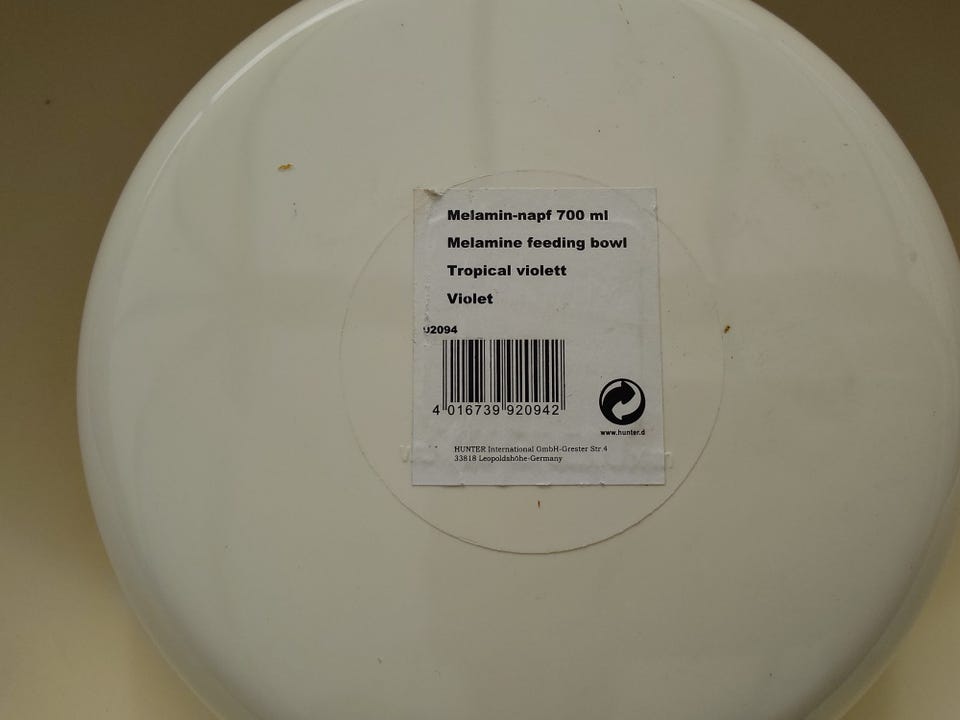 Melamin-napf 700 ml
Melamine feeding bowl
Tropical violett
Violet
92094
4 016739 920942
www.hunter.d
HUNTER International GmbH-Grester Str.4
33818 Leopoldshöhe-Germany